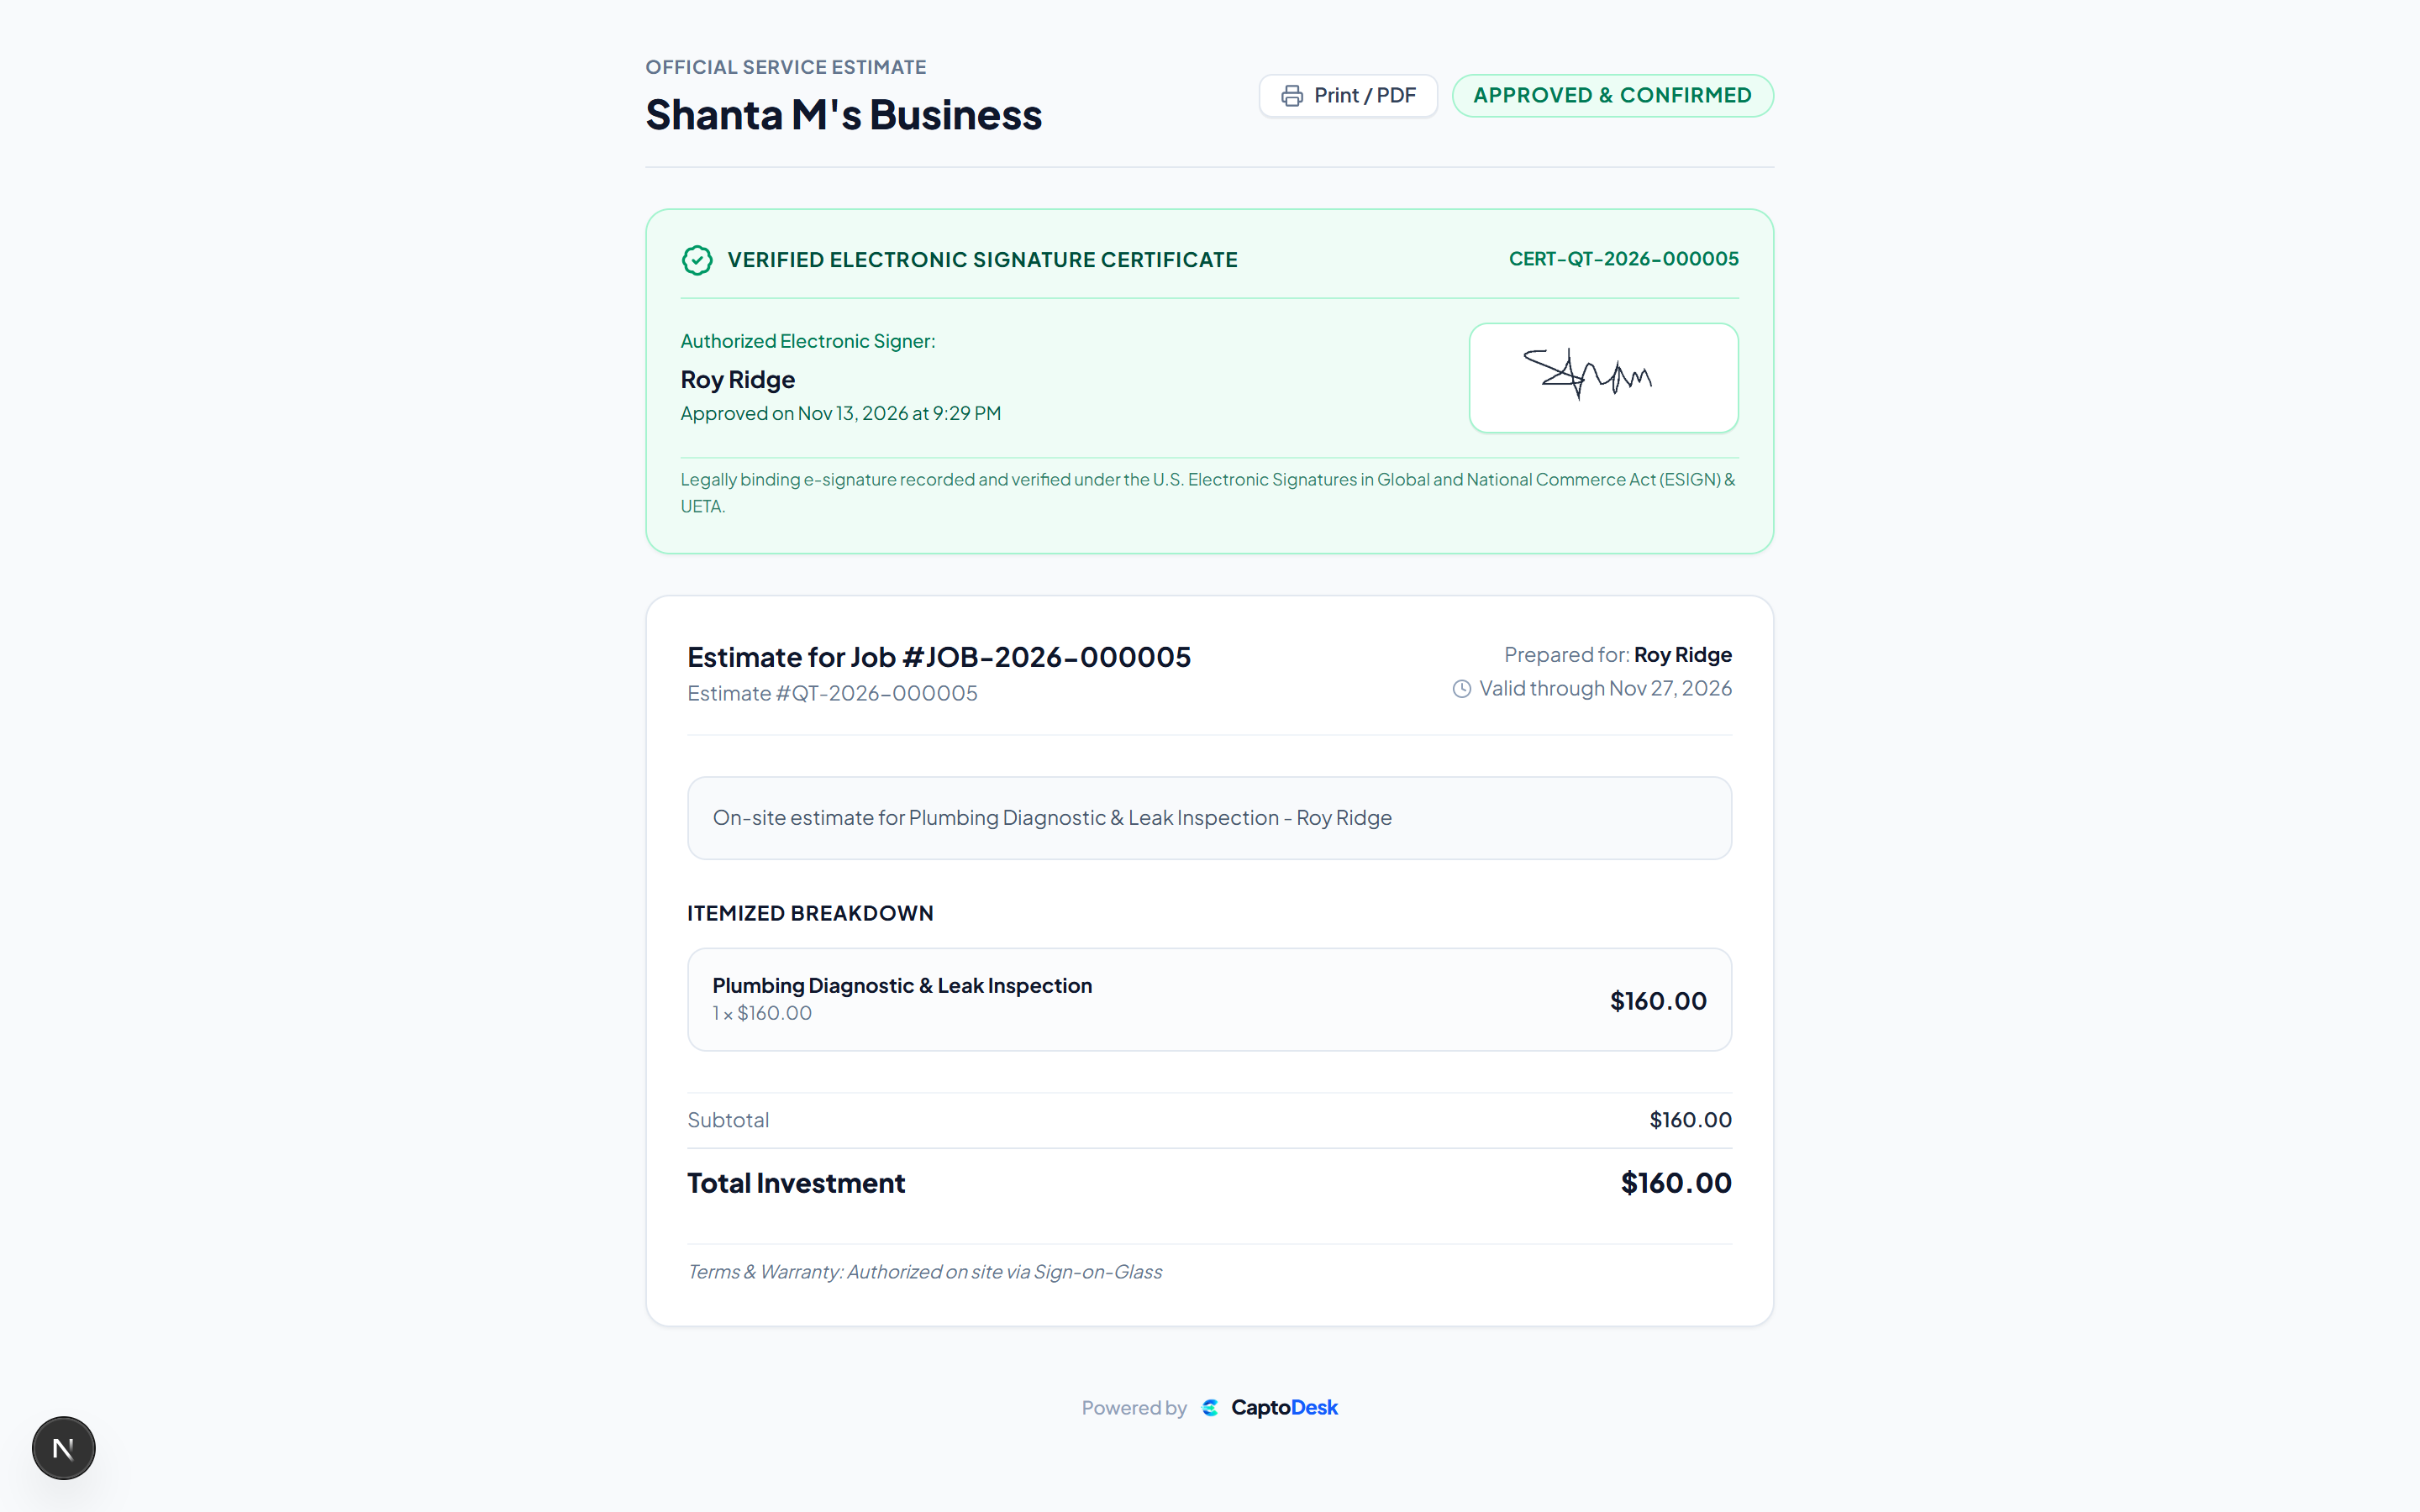 OFFICIAL SERVICE ESTIMATE
Shanta M's Business
Print / PDF
APPROVED & CONFIRMED
VERIFIED ELECTRONIC SIGNATURE CERTIFICATE
CERT-QT-2026-000005
Authorized Electronic Signer:
Roy Ridge
Approved on Nov 13, 2026 at 9:29 PM
Legally binding e-signature recorded and verified under the U.S. Electronic Signatures in Global and National Commerce Act (ESIGN) &
UETA.
Estimate for Job #JOB-2026-000005
Estimate #QT-2026-000005
Prepared for: Roy Ridge
Valid through Nov 27, 2026
On-site estimate for Plumbing Diagnostic & Leak Inspection - Roy Ridge
ITEMIZED BREAKDOWN
Plumbing Diagnostic & Leak Inspection
1 × $160.00
$160.00
Subtotal
$160.00
Total Investment
$160.00
Terms & Warranty: Authorized on site via Sign-on-Glass
Powered by CaptoDesk
N